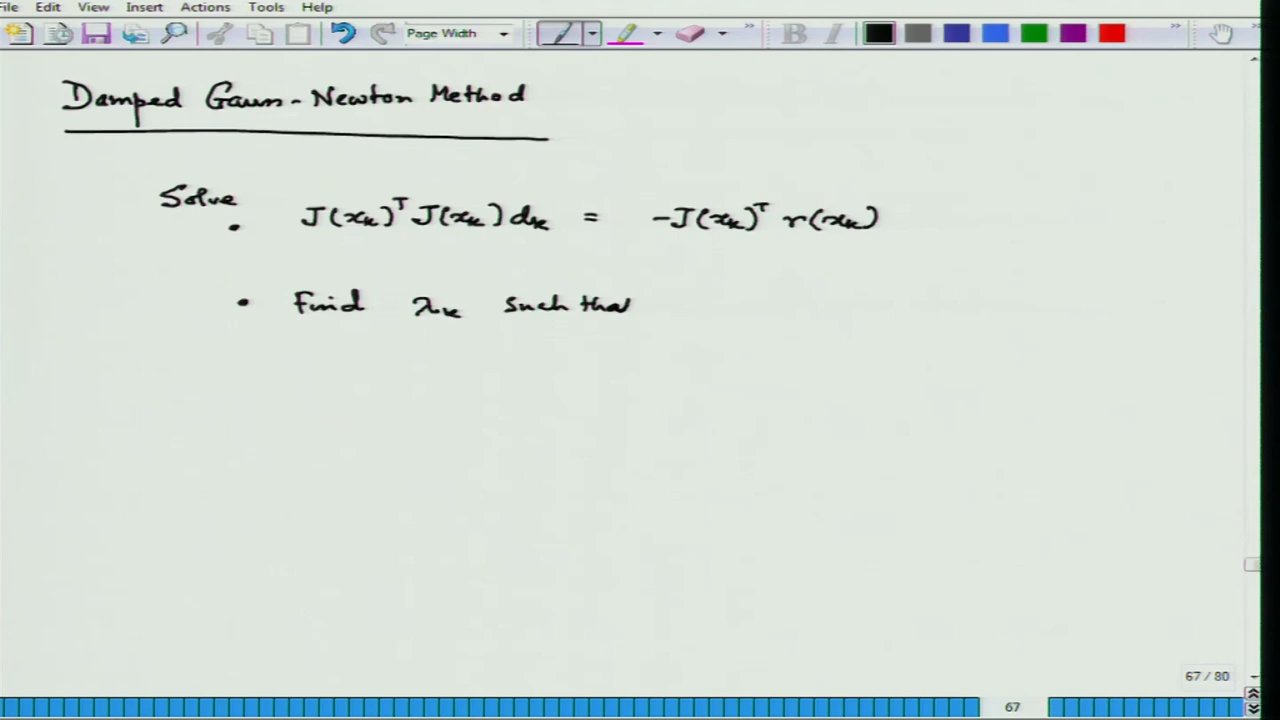 File Edit View Insert Actions Tools Help
Page Width
Damped Gauss-Newton Method
Solve
• J(xₖ)ᵀ J(xₖ) dₖ = -J(xₖ)ᵀ r(xₖ)
• Find λₖ such that
67 / 80
67